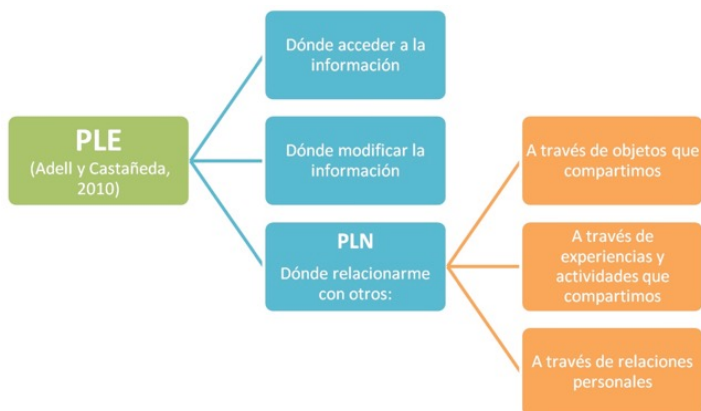 PLE
(Adell y Castañeda,
2010)
Dónde acceder a la
información
Dónde modificar la
información
PLN
Dónde relacionarme
con otros:
A través de objetos que
compartimos
A través de
experiencias y
actividades que
compartimos
A través de relaciones
personales